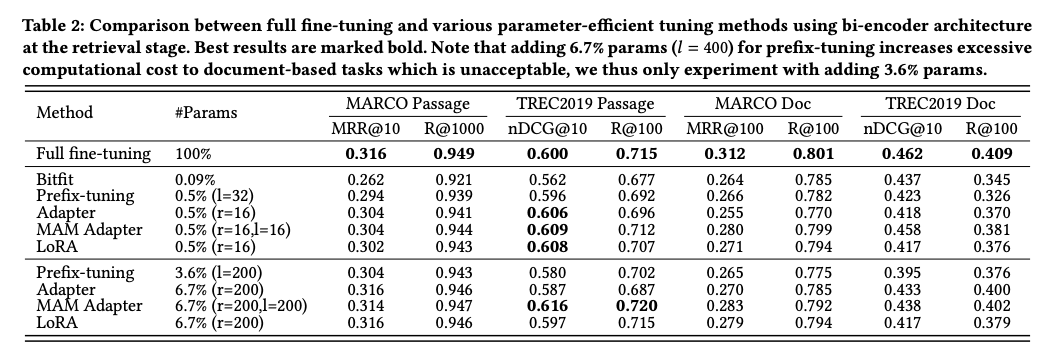 Table 2: Comparison between full fine-tuning and various parameter-efficient tuning methods using bi-encoder architecture
at the retrieval stage. Best results are marked bold. Note that adding 6.7% params (l = 400) for prefix-tuning increases excessive
computational cost to document-based tasks which is unacceptable, we thus only experiment with adding 3.6% params.
Method #Params MARCO Passage TREC2019 Passage MARCO Doc TREC2019 Doc
MRR@10 R@1000 nDCG@10 R@100 MRR@100 R@100 nDCG@10 R@100
Full fine-tuning 100% 0.316 0.949 0.600 0.715 0.312 0.801 0.462 0.409
Bitfit 0.09% 0.262 0.921 0.562 0.677 0.264 0.785 0.437 0.345
Prefix-tuning 0.5% (l=32) 0.294 0.939 0.596 0.692 0.266 0.782 0.423 0.326
Adapter 0.5% (r=16) 0.304 0.941 0.606 0.696 0.255 0.770 0.418 0.370
MAM Adapter 0.5% (r=16,l=16) 0.304 0.944 0.609 0.712 0.280 0.799 0.458 0.381
LoRA 0.5% (r=16) 0.302 0.943 0.608 0.707 0.271 0.794 0.417 0.376
Prefix-tuning 3.6% (l=200) 0.304 0.943 0.580 0.702 0.265 0.775 0.395 0.376
Adapter 6.7% (r=200) 0.316 0.946 0.587 0.687 0.270 0.785 0.433 0.400
MAM Adapter 6.7% (r=200,l=200) 0.314 0.947 0.616 0.720 0.283 0.792 0.438 0.402
LoRA 6.7% (r=200) 0.316 0.946 0.597 0.715 0.279 0.794 0.417 0.379